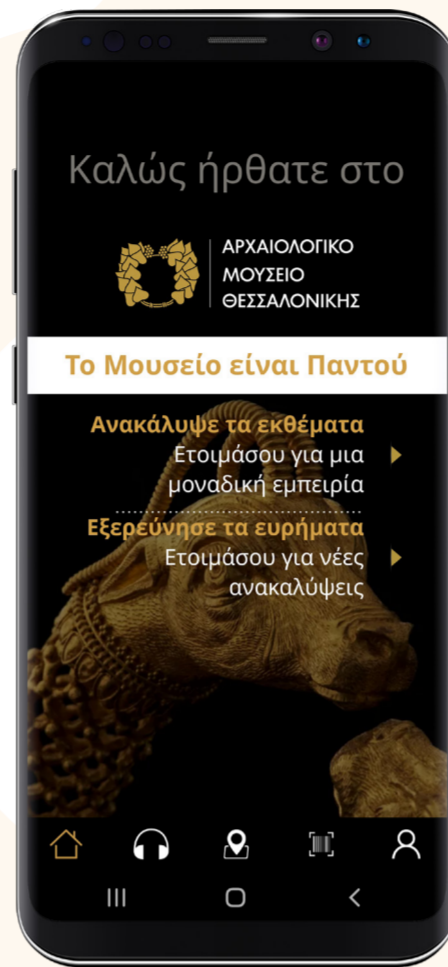 Καλώς ήρθατε στο
ΑΡΧΑΙΟΛΟΓΙΚΟ
ΜΟΥΣΕΙΟ
ΘΕΣΣΑΛΟΝΙΚΗΣ
Το Μουσείο είναι Παντού
Ανακάλυψε τα εκθέματα
Ετοιμάσου για μια
μοναδική εμπειρία
Εξερεύνησε τα ευρήματα
Ετοιμάσου για νέες
ανακαλύψεις